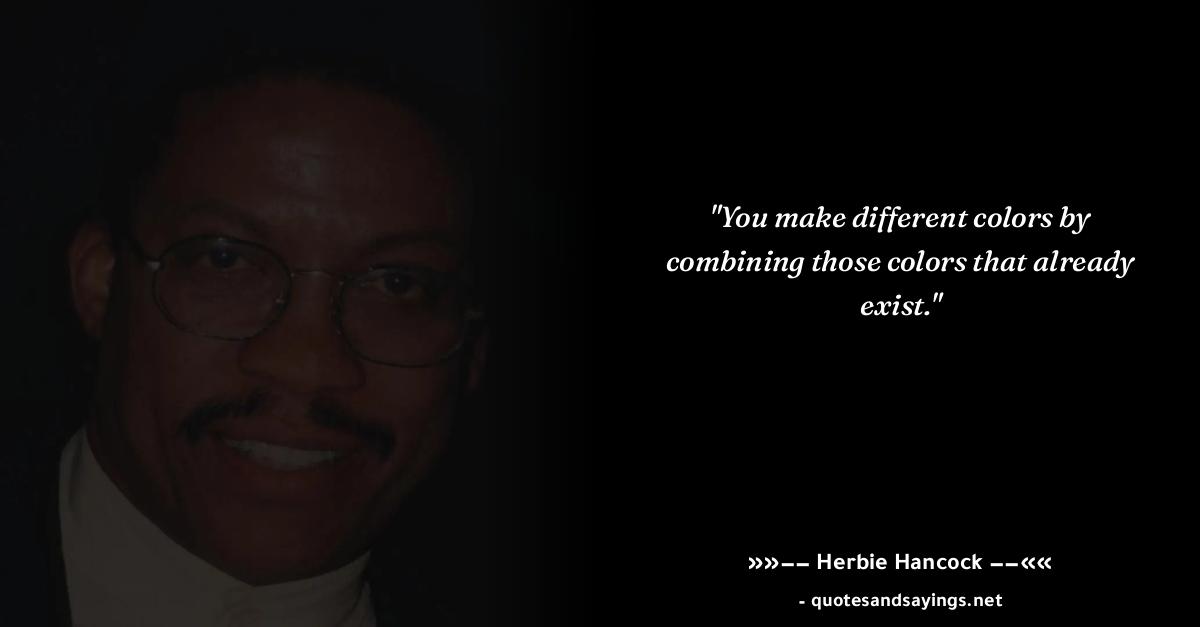 "You make different colors by
combining those colors that already
exist."
»»−− Herbie Hancock −−««
- quotesandsayings.net